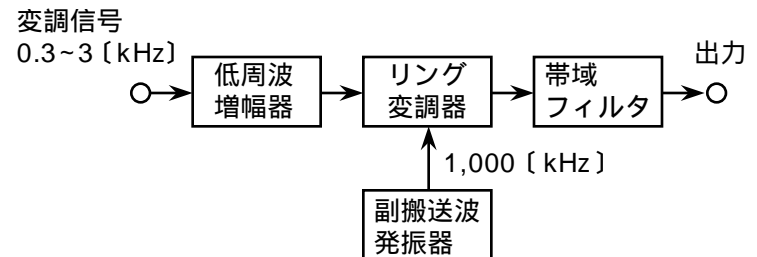 変調信号
0.3~3〔kHz〕
低周波
増幅器
リング
変調器
帯域
フィルタ
出力
1,000〔kHz〕
副搬送波
発振器